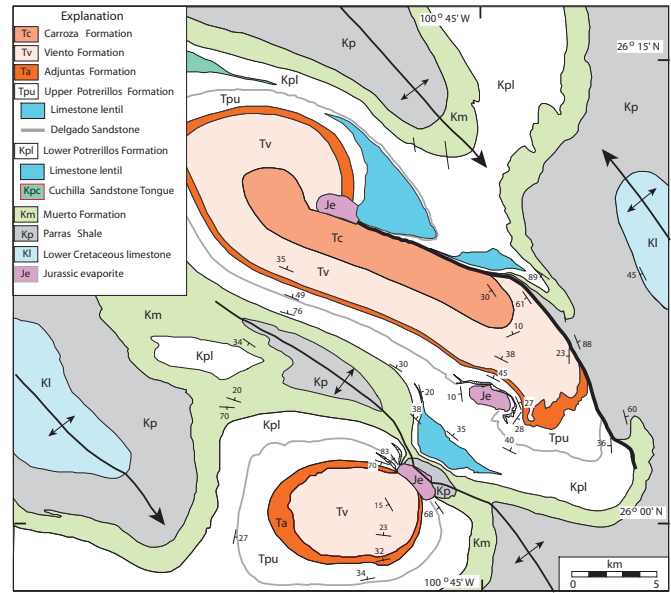 Explanation
Tc Carroza Formation
Tv Viento Formation
Ta Adjuntas Formation
Tpu Upper Potrerillos Formation
Limestone lentil
Delgado Sandstone
Kpl Lower Potrerillos Formation
Limestone lentil
Kpc Cuchilla Sandstone Tongue
Km Muerto Formation
Kp Parras Shale
Kl Lower Cretaceous limestone
Je Jurassic evaporite
100° 45' W
26° 15' N
Kp
Kpl
Kpl
Km
Kp
Tpu
Tv
Je
Kl
Tc
45
35
Tv
89
30
61
49
76
10
Km
34
Kpl
88
38
23
Kl
Kp
30
45
20
Kp
20
10
Je
27
70
38
Kpl
35
28
60
Tpu
40
36
83
70
Je
Kp
Kpl
Ta
Tv
15
68
26° 00' N
27
23
Km
Tpu
32
34
100° 45' W
km
0 5